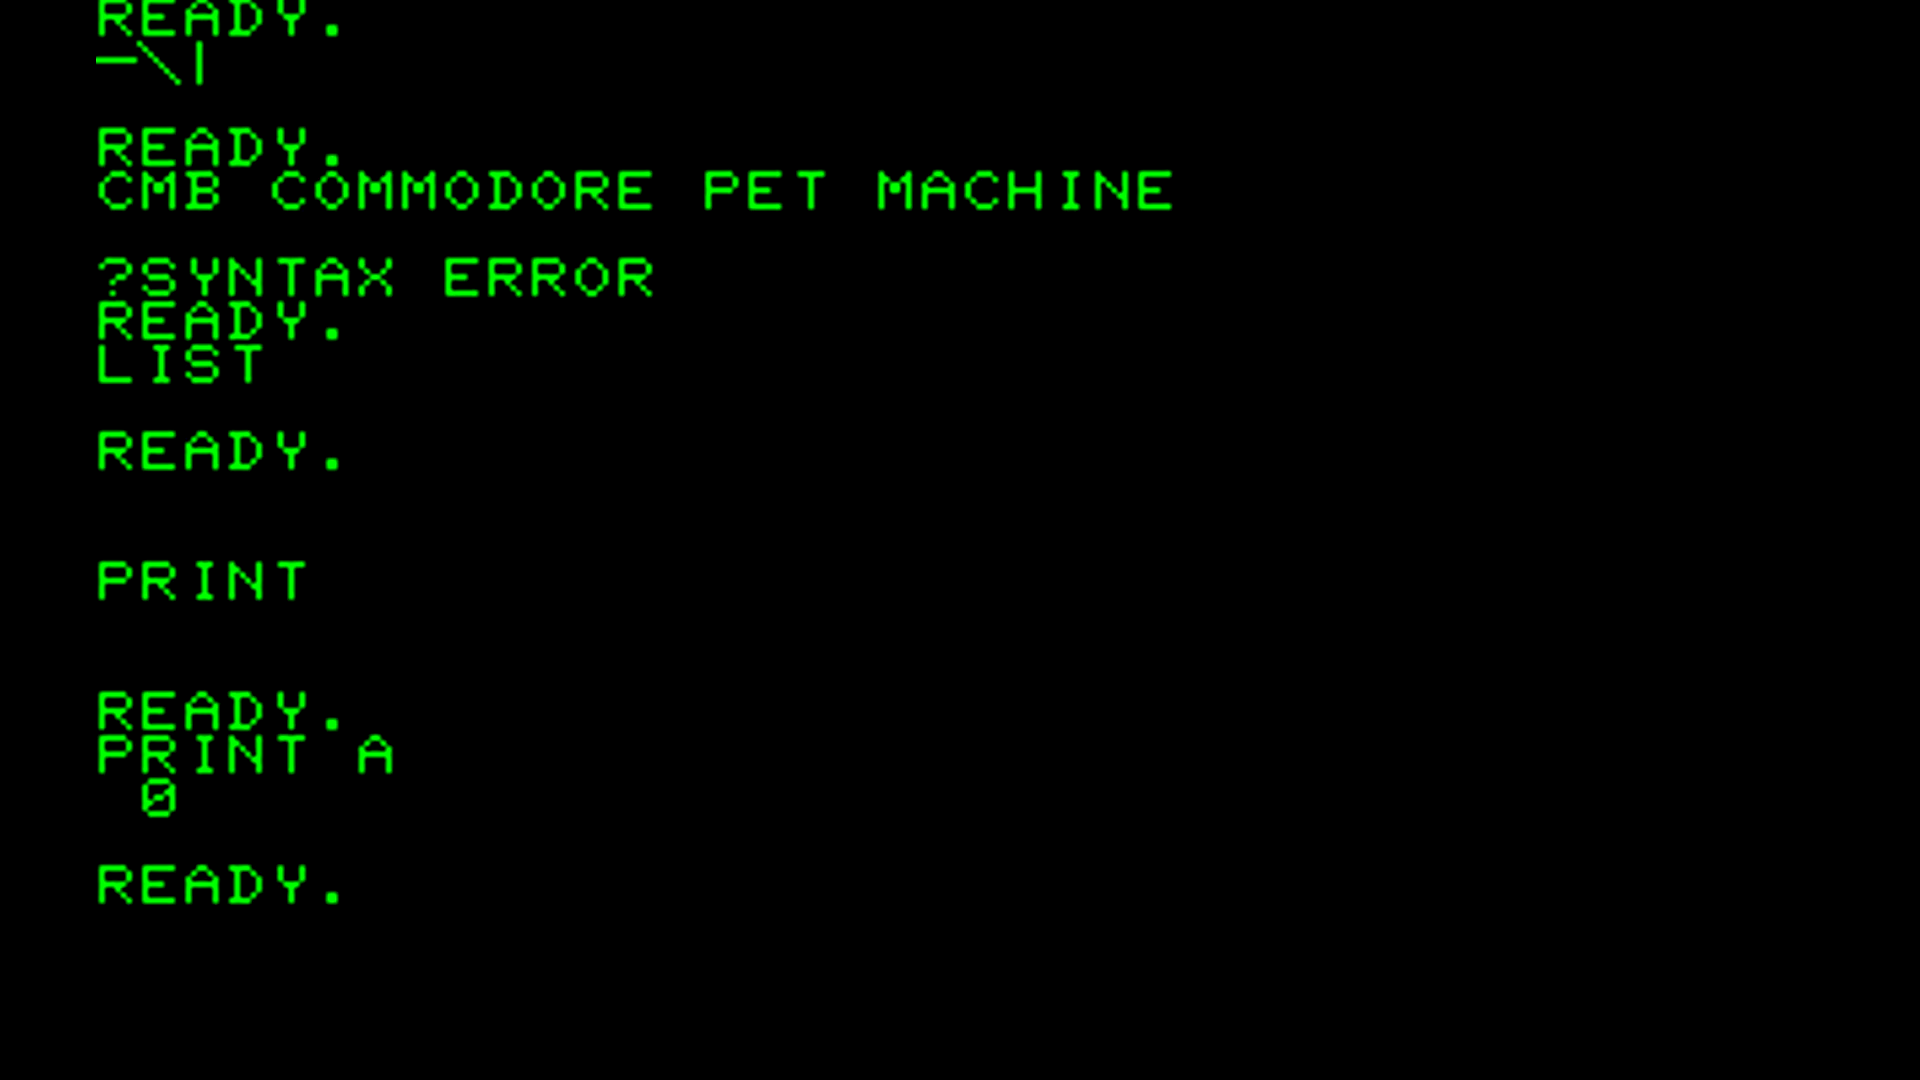 READY.
—\|
READY.
CMB COMMODORE PET MACHINE
?SYNTAX ERROR
READY.
LIST
READY.
PRINT
READY.
PRINT A
0
READY.